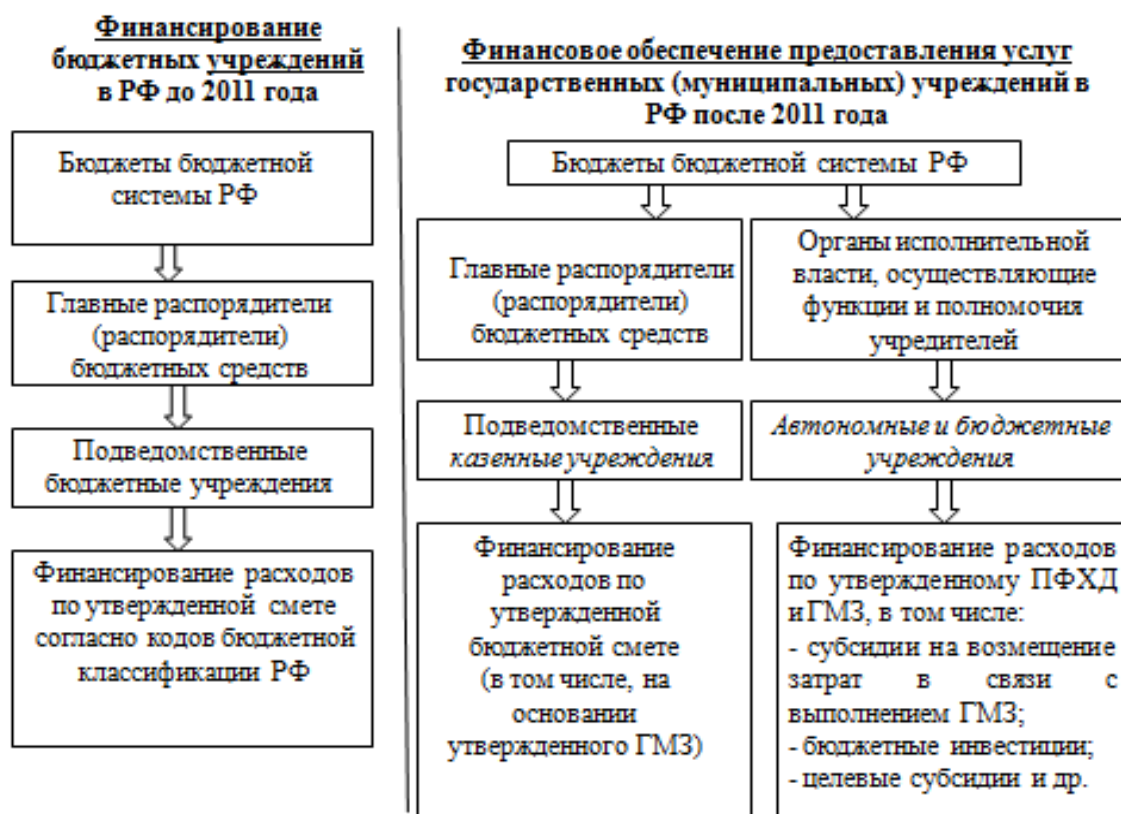 Финансирование
бюджетных учреждений
в РФ до 2011 года
Бюджеты бюджетной
системы РФ
Главные распорядители
(распорядители)
бюджетных средств
Подведомственные
бюджетные учреждения
Финансирование расходов
по утвержденной смете
согласно кодов бюджетной
классификации РФ
Финансовое обеспечение предоставления услуг
государственных (муниципальных) учреждений в
РФ после 2011 года
Бюджеты бюджетной системы РФ
Главные распорядители
(распорядители)
бюджетных средств
Подведомственные
казенные учреждения
Финансирование
расходов по
утвержденной
бюджетной смете
(в том числе, на
основании
утвержденного ГМЗ)
Органы исполнительной
власти, осуществляющие
функции и полномочия
учредителей
Автономные и бюджетные
учреждения
Финансирование расходов
по утвержденному ПФХД
и ГМЗ, в том числе:
- субсидии на возмещение
затрат в связи с
выполнением ГМЗ;
- бюджетные инвестиции;
- целевые субсидии и др.